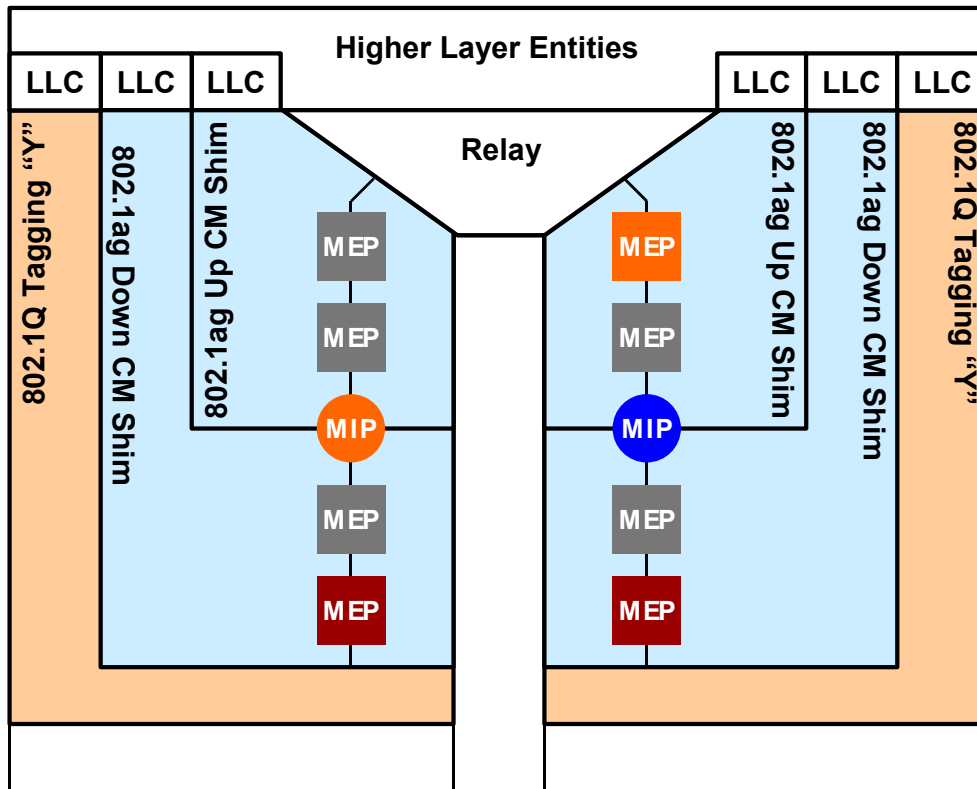 Higher Layer Entities
LLC
LLC
LLC
LLC
LLC
LLC
Relay
802.1Q Tagging “Y”
802.1ag Down CM Shim
802.1ag Up CM Shim
802.1ag Up CM Shim
802.1ag Down CM Shim
802.1Q Tagging “Y”
MEP
MEP
MEP
MEP
MIP
MIP
MEP
MEP
MEP
MEP